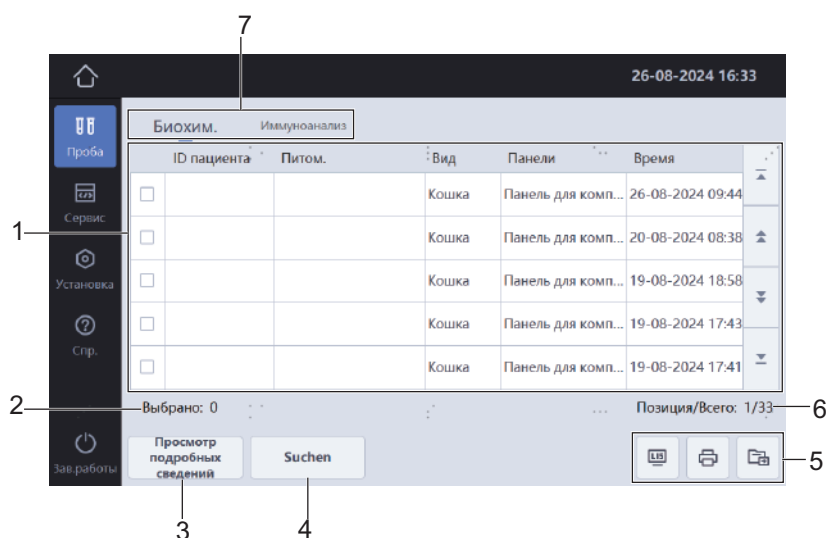 7
26-08-2024 16:33
Проба
Сервис
Установка
Спр.
Зав.работы
Биохим. Иммуноанализ
ID пациента Питом. Вид Панели Время
Кошка Панель для комп... 26-08-2024 09:44
Кошка Панель для комп... 20-08-2024 08:38
Кошка Панель для комп... 19-08-2024 18:58
Кошка Панель для комп... 19-08-2024 17:43
Кошка Панель для комп... 19-08-2024 17:41
1
2
Выбрано: 0 Позиция/Всего: 1/33
6
Просмотр
подробных
сведений
Suchen
LIS
5
3
4